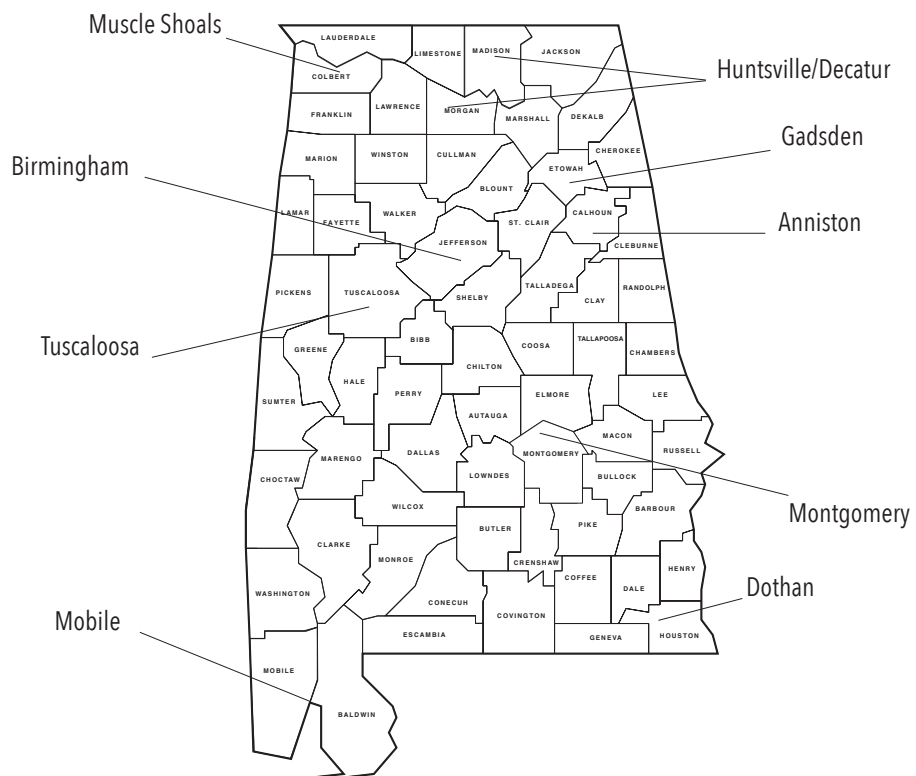 Muscle Shoals
LAUDERDALE
LIMESTONE
MADISON
JACKSON
COLBERT
Huntsville/Decatur
LAWRENCE
MORGAN
FRANKLIN
MARSHALL
DEKALB
Gadsden
CHEROKEE
MARION
WINSTON
CULLMAN
ETOWAH
Birmingham
BLOUNT
LAMAR
FAYETTE
WALKER
ST. CLAIR
CALHOUN
Anniston
JEFFERSON
CLEBURNE
PICKENS
TUSCALOOSA
SHELBY
TALLADEGA
CLAY
RANDOLPH
Tuscaloosa
GREENE
BIBB
COOSA
TALLAPOOSA
CHAMBERS
HALE
CHILTON
SUMTER
PERRY
ELMORE
LEE
AUTAUGA
MACON
MARENGO
DALLAS
MONTGOMERY
RUSSELL
CHOCTAW
LOWNDES
BULLOCK
WILCOX
BARBOUR
Montgomery
CLARKE
BUTLER
PIKE
MONROE
CRENSHAW
COFFEE
HENRY
WASHINGTON
CONECUH
DALE
Dothan
Mobile
COVINGTON
ESCAMBIA
GENEVA
HOUSTON
MOBILE
BALDWIN